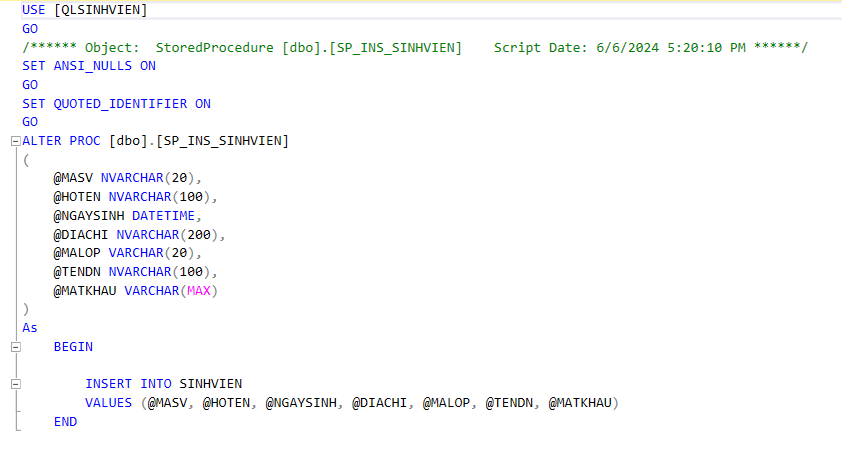 USE [QLSINHVIEN]
GO
/****** Object:  StoredProcedure [dbo].[SP_INS_SINHVIEN]    Script Date: 6/6/2024 5:20:10 PM ******/
SET ANSI_NULLS ON
GO
SET QUOTED_IDENTIFIER ON
GO
ALTER PROC [dbo].[SP_INS_SINHVIEN]
(
    @MASV NVARCHAR(20),
    @HOTEN NVARCHAR(100),
    @NGAYSINH DATETIME,
    @DIACHI NVARCHAR(200),
    @MALOP VARCHAR(20),
    @TENDN NVARCHAR(100),
    @MATKHAU VARCHAR(MAX)
)
As
    BEGIN
        INSERT INTO SINHVIEN
        VALUES (@MASV, @HOTEN, @NGAYSINH, @DIACHI, @MALOP, @TENDN, @MATKHAU)
    END